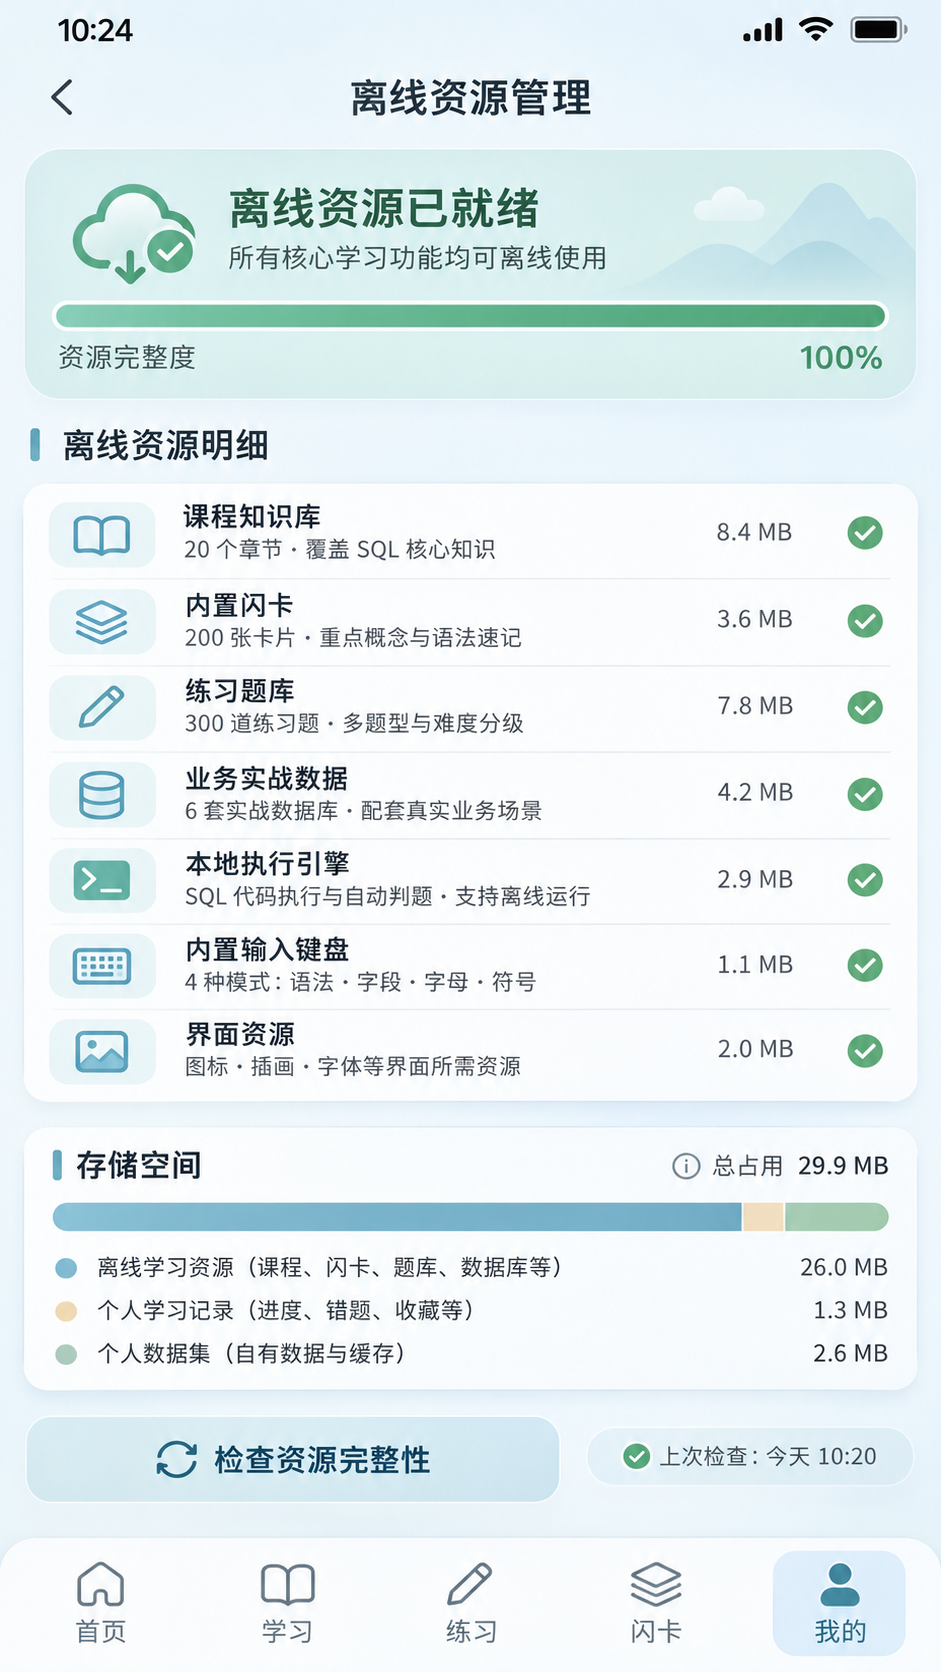 10:24
离线资源管理
离线资源已就绪
所有核心学习功能均可离线使用
资源完整度 100%
离线资源明细
课程知识库
20 个章节 · 覆盖 SQL 核心知识
8.4 MB
内置闪卡
200 张卡片 · 重点概念与语法速记
3.6 MB
练习题库
300 道练习题 · 多题型与难度分级
7.8 MB
业务实战数据
6 套实战数据库 · 配套真实业务场景
4.2 MB
本地执行引擎
SQL 代码执行与自动判题 · 支持离线运行
2.9 MB
内置输入键盘
4 种模式：语法 · 字段 · 字母 · 符号
1.1 MB
界面资源
图标 · 插画 · 字体等界面所需资源
2.0 MB
存储空间 总占用 29.9 MB
离线学习资源（课程、闪卡、题库、数据库等） 26.0 MB
个人学习记录（进度、错题、收藏等） 1.3 MB
个人数据集（自有数据与缓存） 2.6 MB
检查资源完整性 上次检查：今天 10:20
首页 学习 练习 闪卡 我的